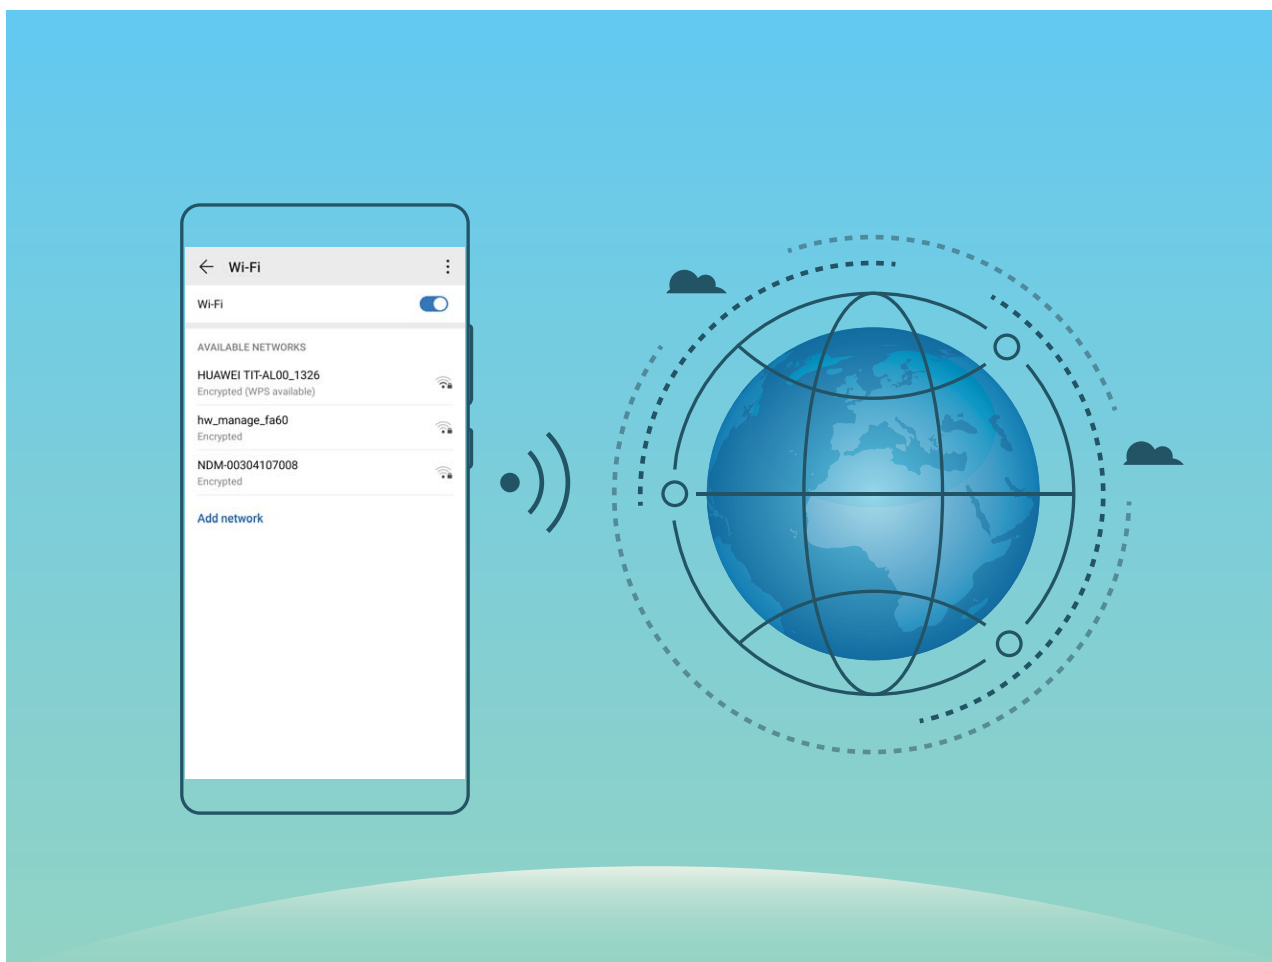 Wi-Fi
Wi-Fi
AVAILABLE NETWORKS
HUAWEI TIT-AL00_1326
Encrypted (WPS available)
hw_manage_fa60
Encrypted
NDM-00304107008
Encrypted
Add network